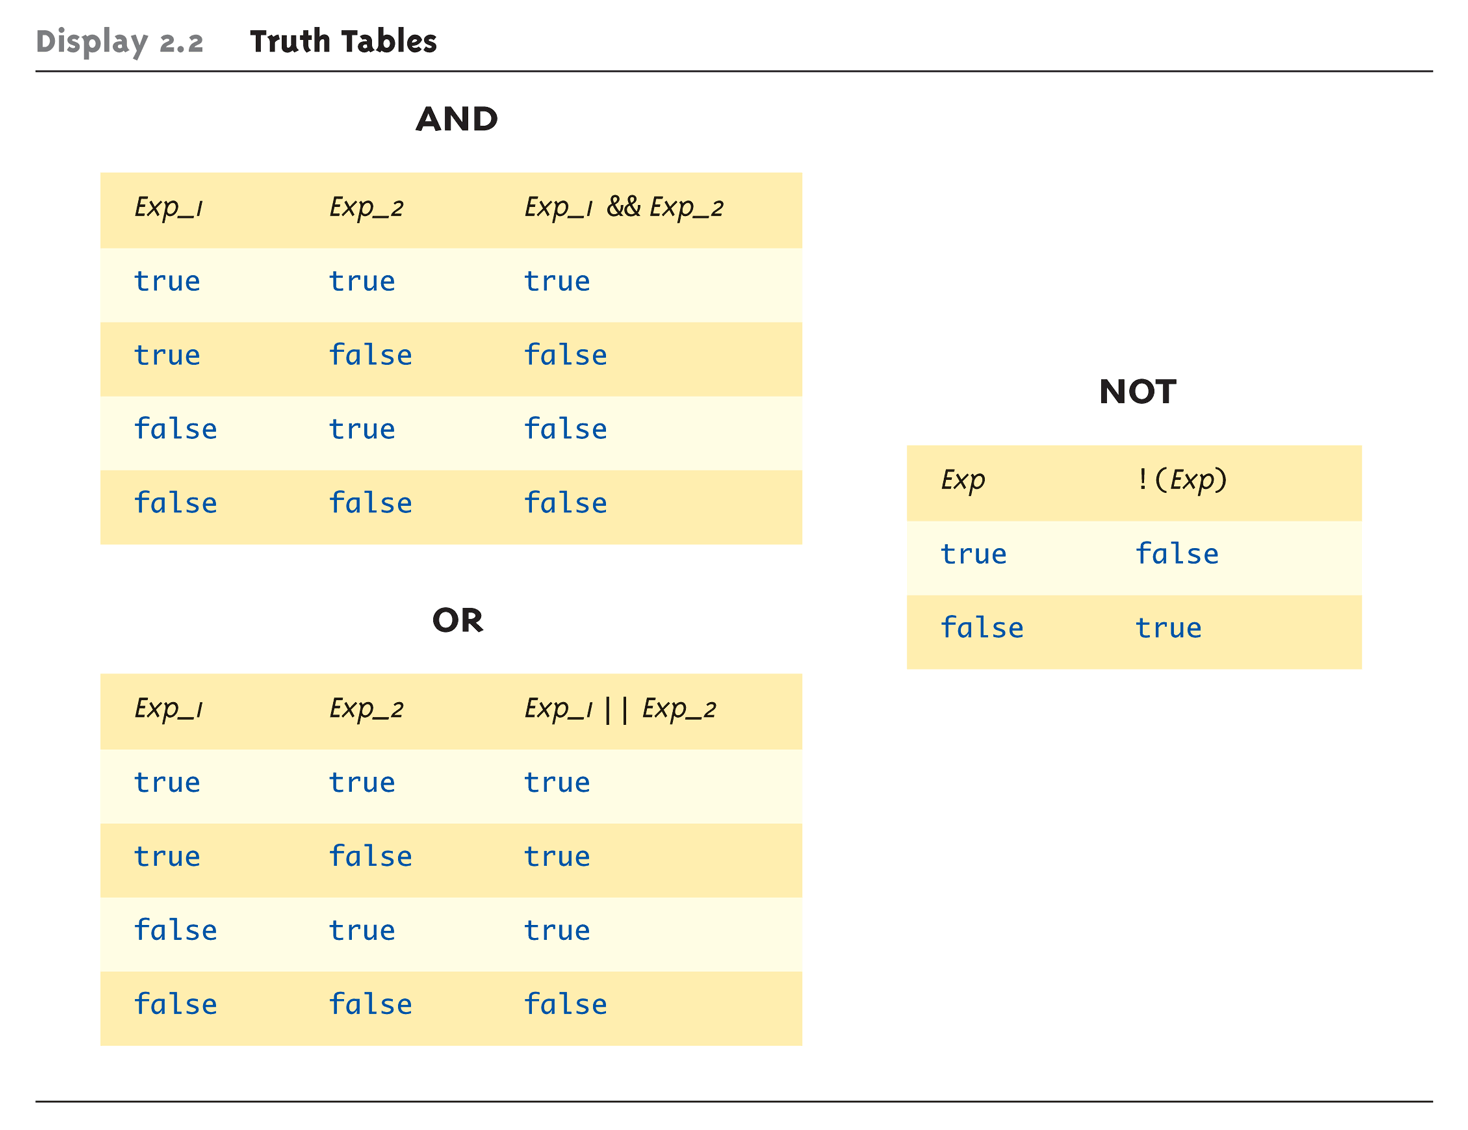 Display 2.2 Truth Tables
AND
Exp_1 Exp_2 Exp_1 && Exp_2
true true true
true false false
false true false
false false false
OR
Exp_1 Exp_2 Exp_1 || Exp_2
true true true
true false true
false true true
false false false
NOT
Exp !(Exp)
true false
false true